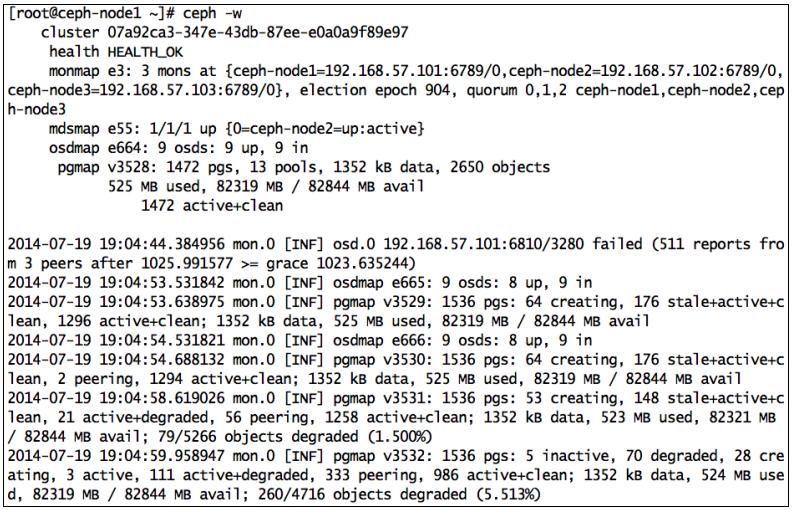 [root@ceph-node1 ~]# ceph -w
cluster 07a92ca3-347e-43db-87ee-e0a0a9f89e97
health HEALTH_OK
monmap e3: 3 mons at {ceph-node1=192.168.57.101:6789/0,ceph-node2=192.168.57.102:6789/0,
ceph-node3=192.168.57.103:6789/0}, election epoch 904, quorum 0,1,2 ceph-node1,ceph-node2,cep
h-node3
mdsmap e55: 1/1/1 up {0=ceph-node2=up:active}
osdmap e664: 9 osds: 9 up, 9 in
pgmap v3528: 1472 pgs, 13 pools, 1352 kB data, 2650 objects
525 MB used, 82319 MB / 82844 MB avail
1472 active+clean
2014-07-19 19:04:44.384956 mon.0 [INF] osd.0 192.168.57.101:6810/3280 failed (511 reports fro
m 3 peers after 1025.991577 >= grace 1023.635244)
2014-07-19 19:04:53.531842 mon.0 [INF] osdmap e665: 9 osds: 8 up, 9 in
2014-07-19 19:04:53.638975 mon.0 [INF] pgmap v3529: 1536 pgs: 64 creating, 176 stale+active+c
lean, 1296 active+clean; 1352 kB data, 525 MB used, 82319 MB / 82844 MB avail
2014-07-19 19:04:54.531821 mon.0 [INF] osdmap e666: 9 osds: 8 up, 9 in
2014-07-19 19:04:54.688132 mon.0 [INF] pgmap v3530: 1536 pgs: 64 creating, 176 stale+active+c
lean, 2 peering, 1294 active+clean; 1352 kB data, 525 MB used, 82319 MB / 82844 MB avail
2014-07-19 19:04:58.619026 mon.0 [INF] pgmap v3531: 1536 pgs: 53 creating, 148 stale+active+c
lean, 21 active+degraded, 56 peering, 1258 active+clean; 1352 kB data, 523 MB used, 82321 MB
/ 82844 MB avail; 79/5266 objects degraded (1.500%)
2014-07-19 19:04:59.958947 mon.0 [INF] pgmap v3532: 1536 pgs: 5 inactive, 70 degraded, 28 cre
ating, 3 active, 111 active+degraded, 333 peering, 986 active+clean; 1352 kB data, 524 MB use
d, 82319 MB / 82844 MB avail; 260/4716 objects degraded (5.513%)